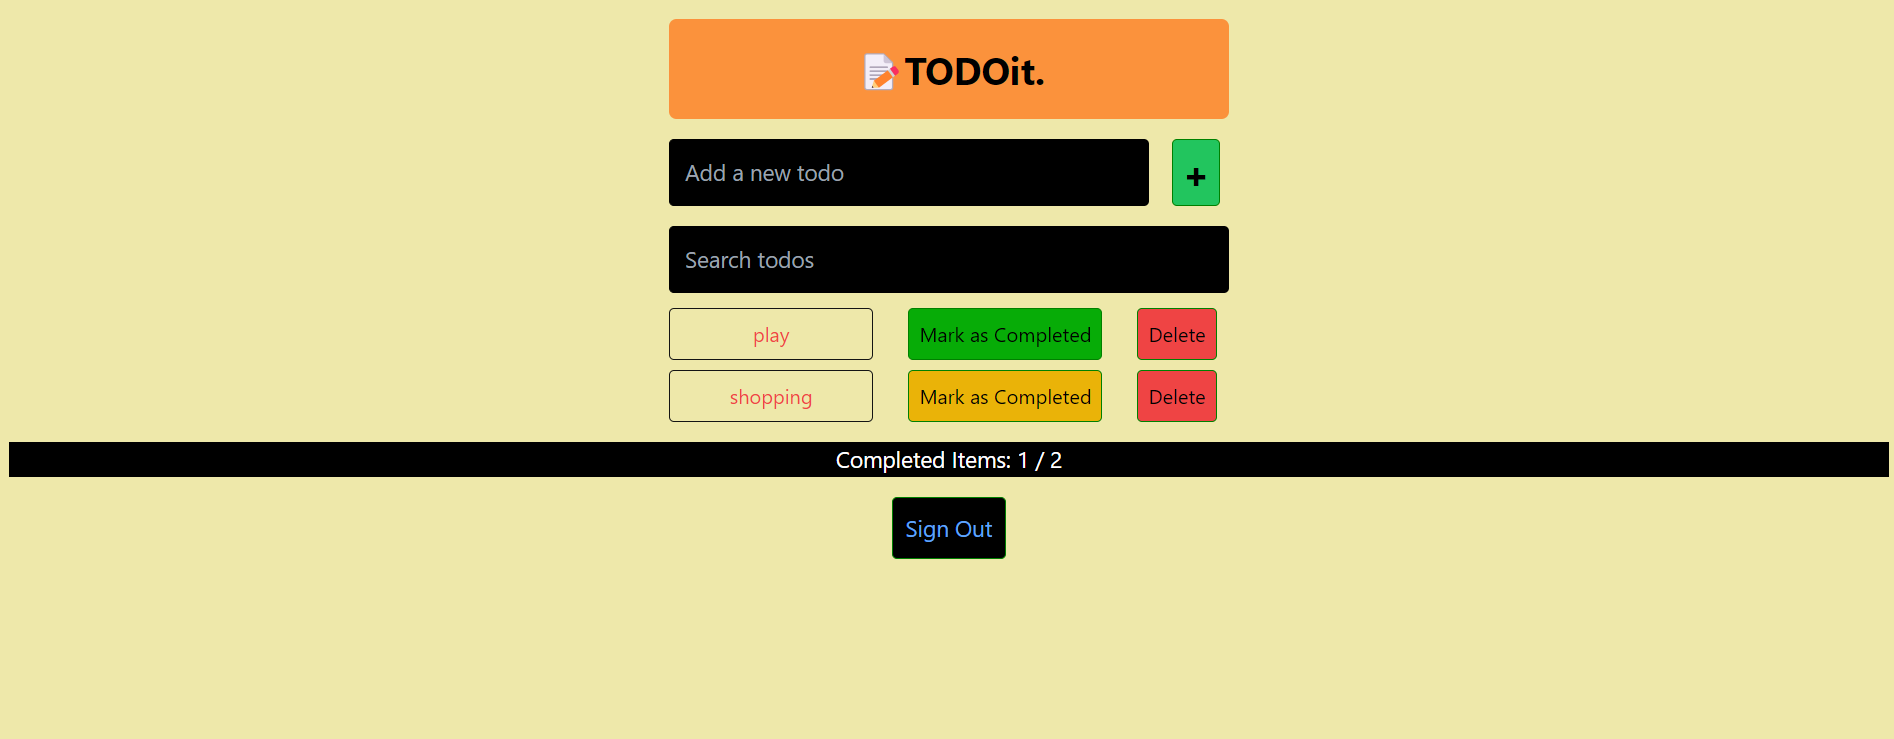 TODOit.
Add a new todo
+
Search todos
play Mark as Completed Delete
shopping Mark as Completed Delete
Completed Items: 1 / 2
Sign Out